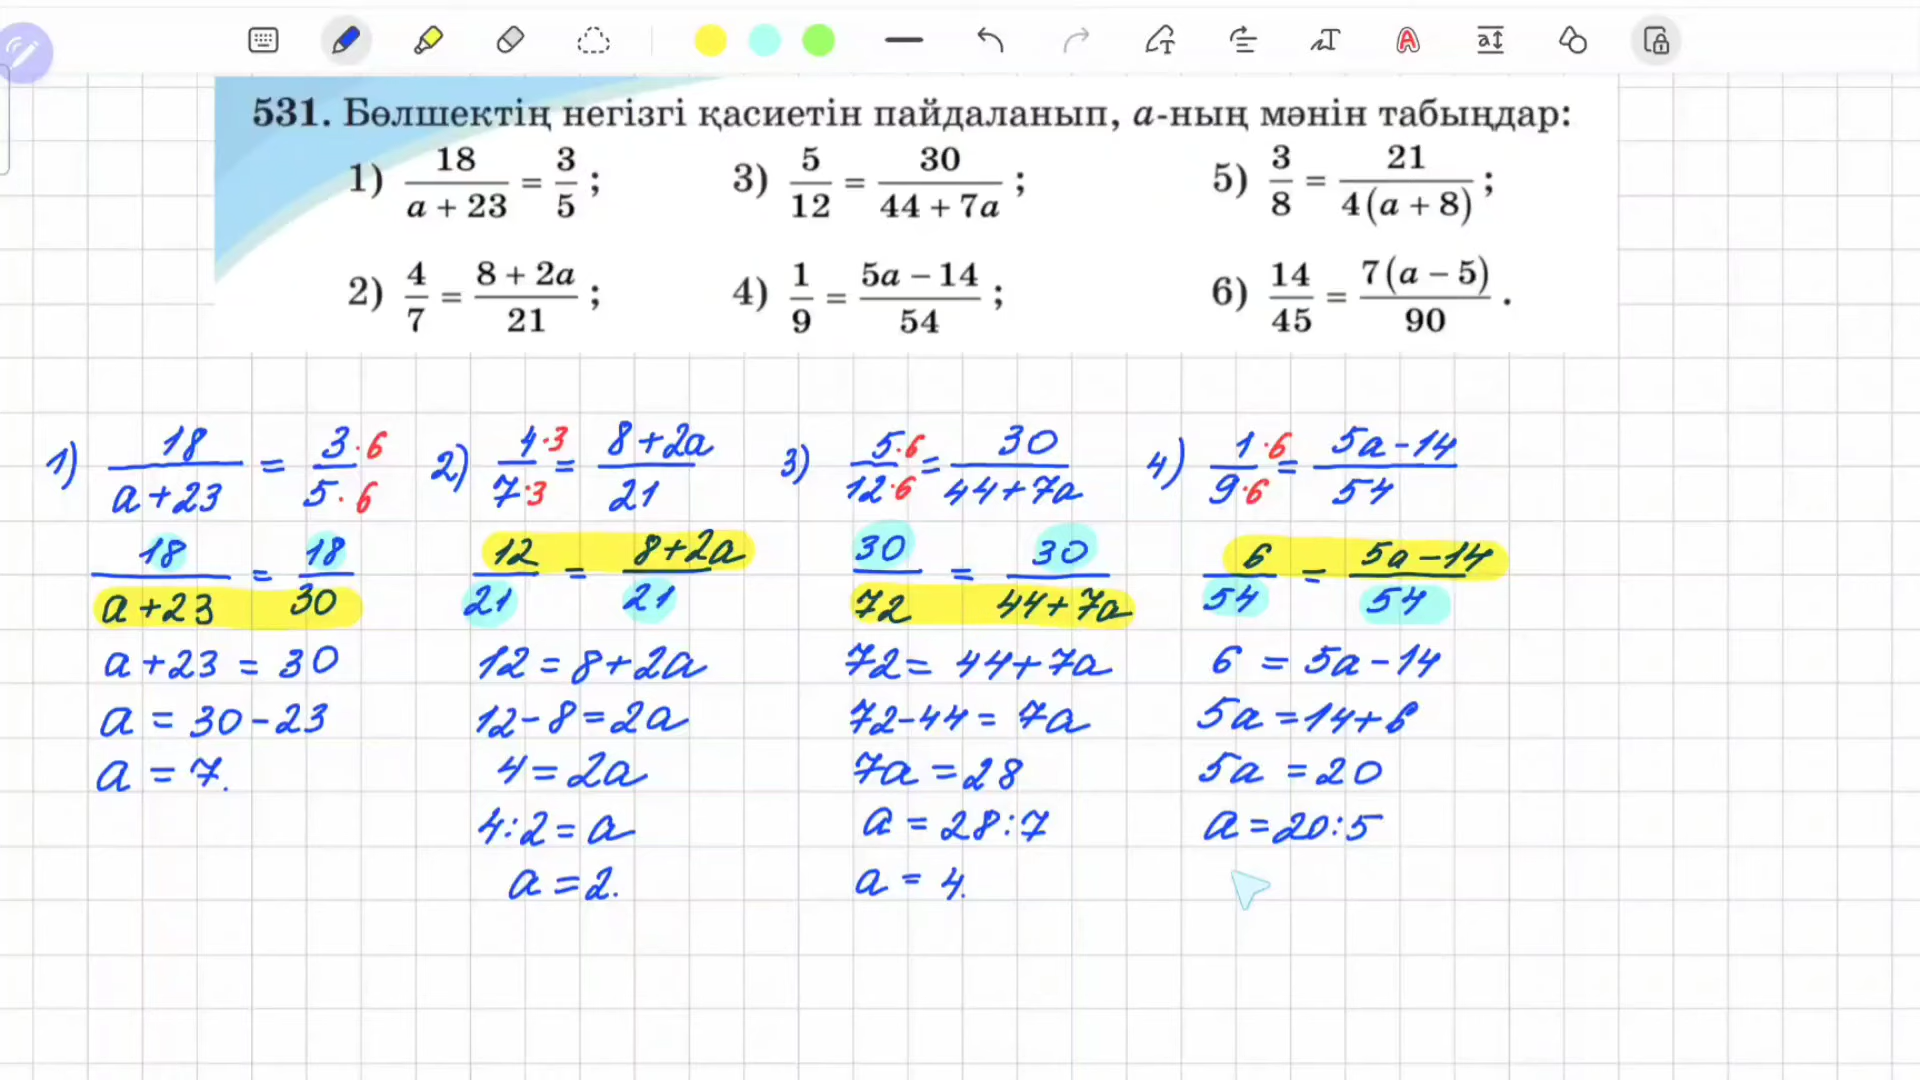 531. Бөлшектің негізгі қасиетін пайдаланып, a-ның мәнін табыңдар:
1) 18/(a + 23) = 3/5 ;
3) 5/12 = 30/(44 + 7a) ;
5) 3/8 = 21/(4(a + 8)) ;
2) 4/7 = (8 + 2a)/21 ;
4) 1/9 = (5a − 14)/54 ;
6) 14/45 = 7(a − 5)/90 .
1) 18/(a+23) = 3·6/5·6
18/(a+23) = 18/30
a+23 = 30
a = 30-23
a = 7.
2) 4·3/7·3 = (8+2a)/21
12/21 = (8+2a)/21
12 = 8+2a
12-8 = 2a
4 = 2a
4:2 = a
a = 2.
3) 5·6/12·6 = 30/(44+7a)
30/72 = 30/(44+7a)
72 = 44+7a
72-44 = 7a
7a = 28
a = 28:7
a = 4.
4) 1·6/9·6 = (5a-14)/54
6/54 = (5a-14)/54
6 = 5a-14
5a = 14+6
5a = 20
a = 20:5